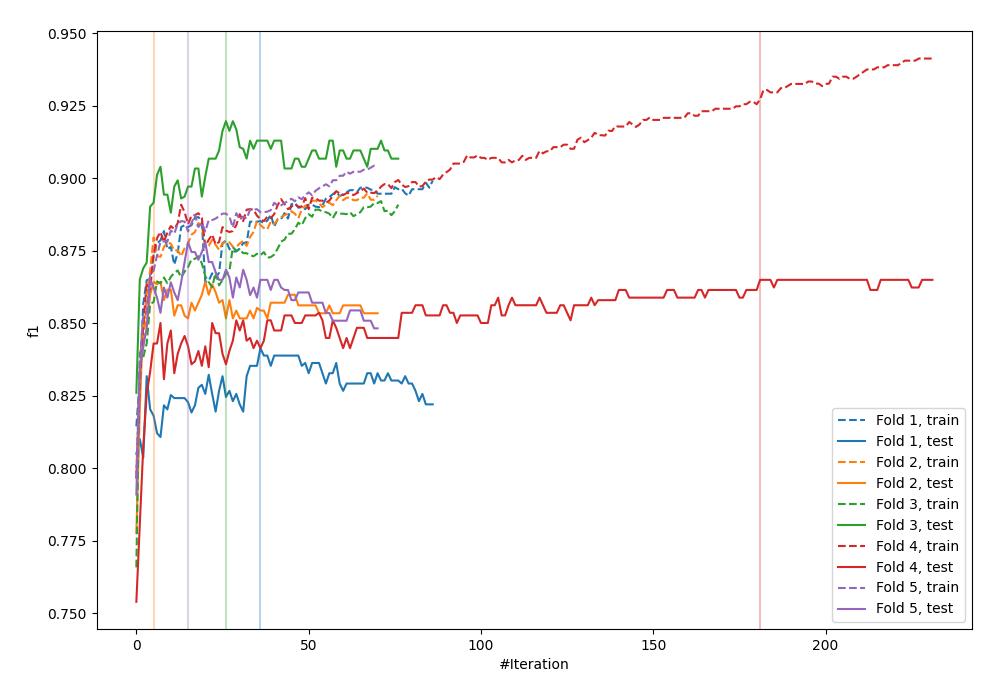 0.950
0.925
0.900
0.875
0.850
0.825
0.800
0.775
0.750
f1
0
50
100
150
200
#Iteration
Fold 1, train
Fold 1, test
Fold 2, train
Fold 2, test
Fold 3, train
Fold 3, test
Fold 4, train
Fold 4, test
Fold 5, train
Fold 5, test